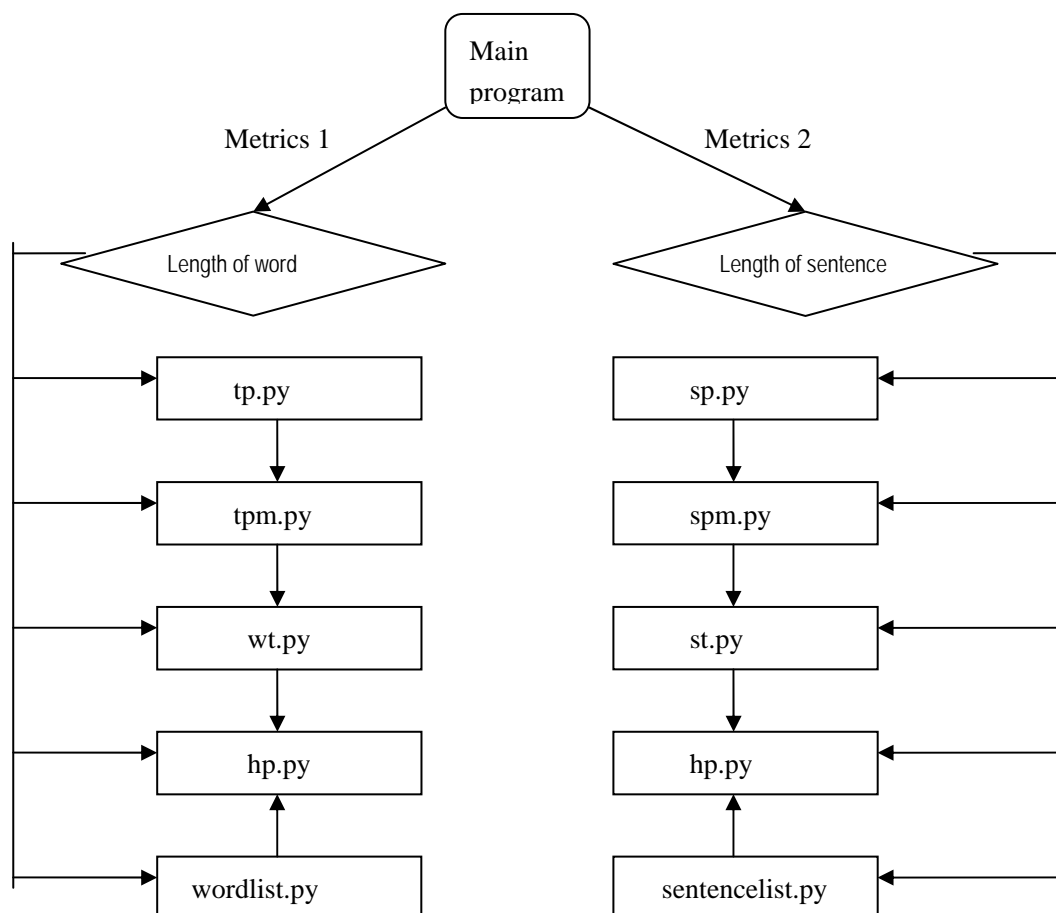 Main
program
Metrics 1
Metrics 2
Length of word
Length of sentence
tp.py
sp.py
tpm.py
spm.py
wt.py
st.py
hp.py
hp.py
wordlist.py
sentencelist.py